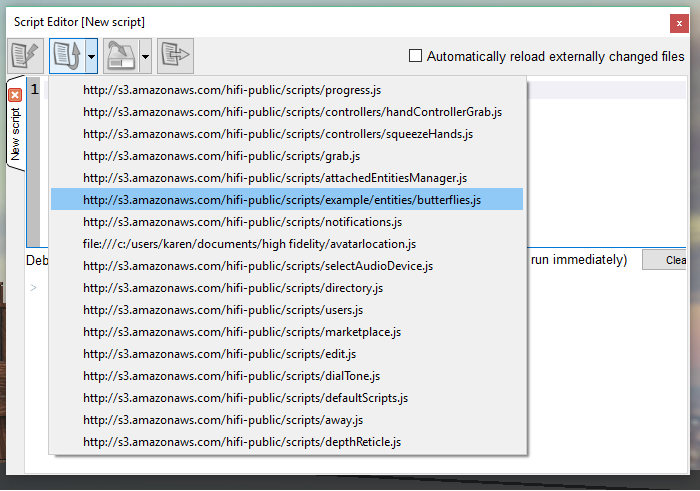 Script Editor [New script]
Automatically reload externally changed files
New script
1
http://s3.amazonaws.com/hifi-public/scripts/progress.js
http://s3.amazonaws.com/hifi-public/scripts/controllers/handControllerGrab.js
http://s3.amazonaws.com/hifi-public/scripts/controllers/squeezeHands.js
http://s3.amazonaws.com/hifi-public/scripts/grab.js
http://s3.amazonaws.com/hifi-public/scripts/attachedEntitiesManager.js
http://s3.amazonaws.com/hifi-public/scripts/example/entities/butterflies.js
http://s3.amazonaws.com/hifi-public/scripts/notifications.js
file:///c:/users/karen/documents/high fidelity/avatarlocation.js
http://s3.amazonaws.com/hifi-public/scripts/selectAudioDevice.js
http://s3.amazonaws.com/hifi-public/scripts/directory.js
http://s3.amazonaws.com/hifi-public/scripts/users.js
http://s3.amazonaws.com/hifi-public/scripts/marketplace.js
http://s3.amazonaws.com/hifi-public/scripts/edit.js
http://s3.amazonaws.com/hifi-public/scripts/dialTone.js
http://s3.amazonaws.com/hifi-public/scripts/defaultScripts.js
http://s3.amazonaws.com/hifi-public/scripts/away.js
http://s3.amazonaws.com/hifi-public/scripts/depthReticle.js
Deb
run immediately)
Clea
>